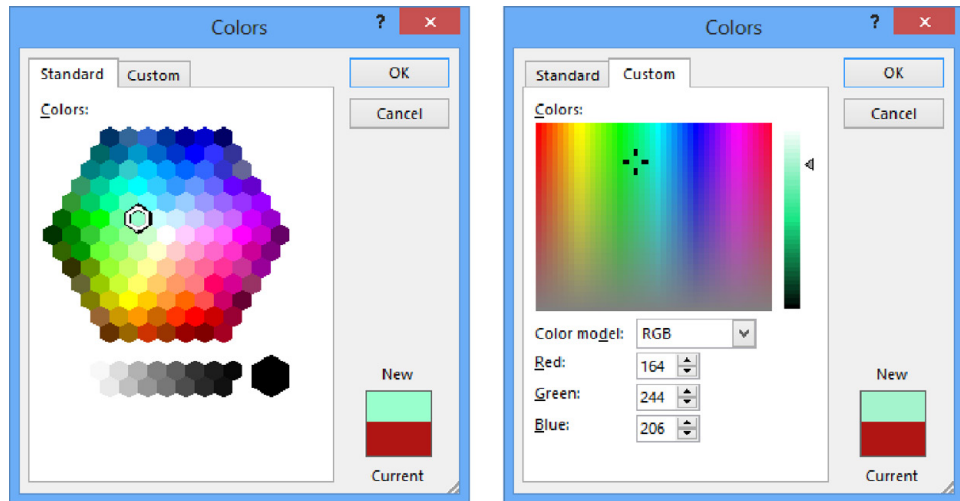 Colors ? ×
Standard Custom
OK
Colors:
Cancel
New
Current
Colors ? ×
Standard Custom
OK
Colors:
Cancel
Color model: RGB
Red: 164
Green: 244
Blue: 206
New
Current